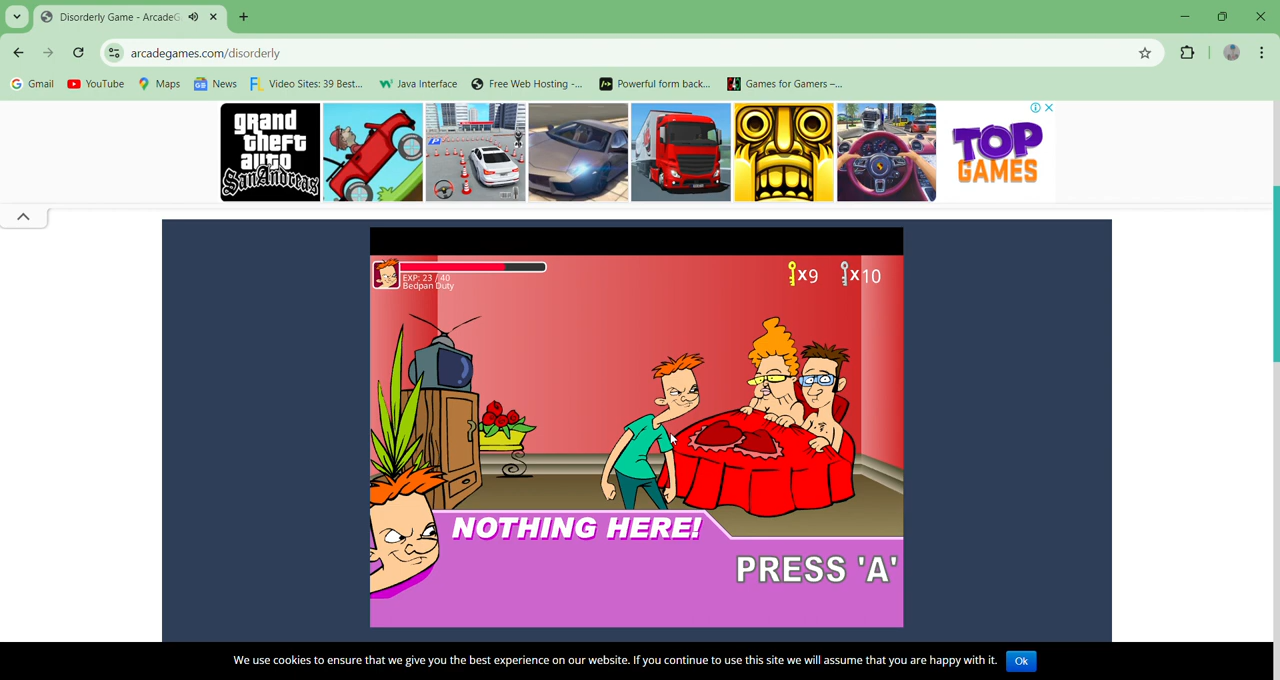 Disorderly Game - ArcadeG
arcadegames.com/disorderly
Gmail YouTube Maps News Video Sites: 39 Best... Java Interface Free Web Hosting -... Powerful form back... Games for Gamers –...
grand
theft
auto
San Andreas
TOP
GAMES
EXP: 23 / 40
Bedpan Duty
x9 x10
NOTHING HERE!
PRESS 'A'
We use cookies to ensure that we give you the best experience on our website. If you continue to use this site we will assume that you are happy with it. Ok